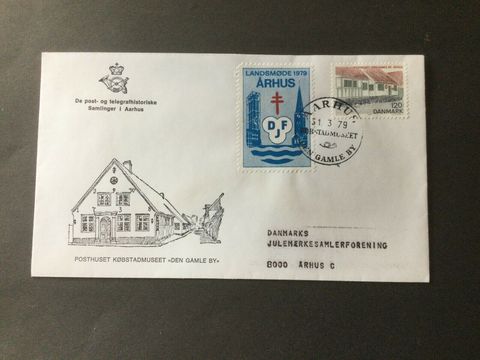 De post- og telegrafhistoriske
Samlinger i Aarhus
LANDSMØDE 1979
ÅRHUS
DJF
120
DANMARK
AARHUS
31. 3 79
KØBSTADMUSEET
DEN GAMLE BY
POSTHUSET KØBSTADMUSEET »DEN GAMLE BY»
DANMARKS
JULEMÆRKESAMLERFORENING
8000 ÅRHUS C